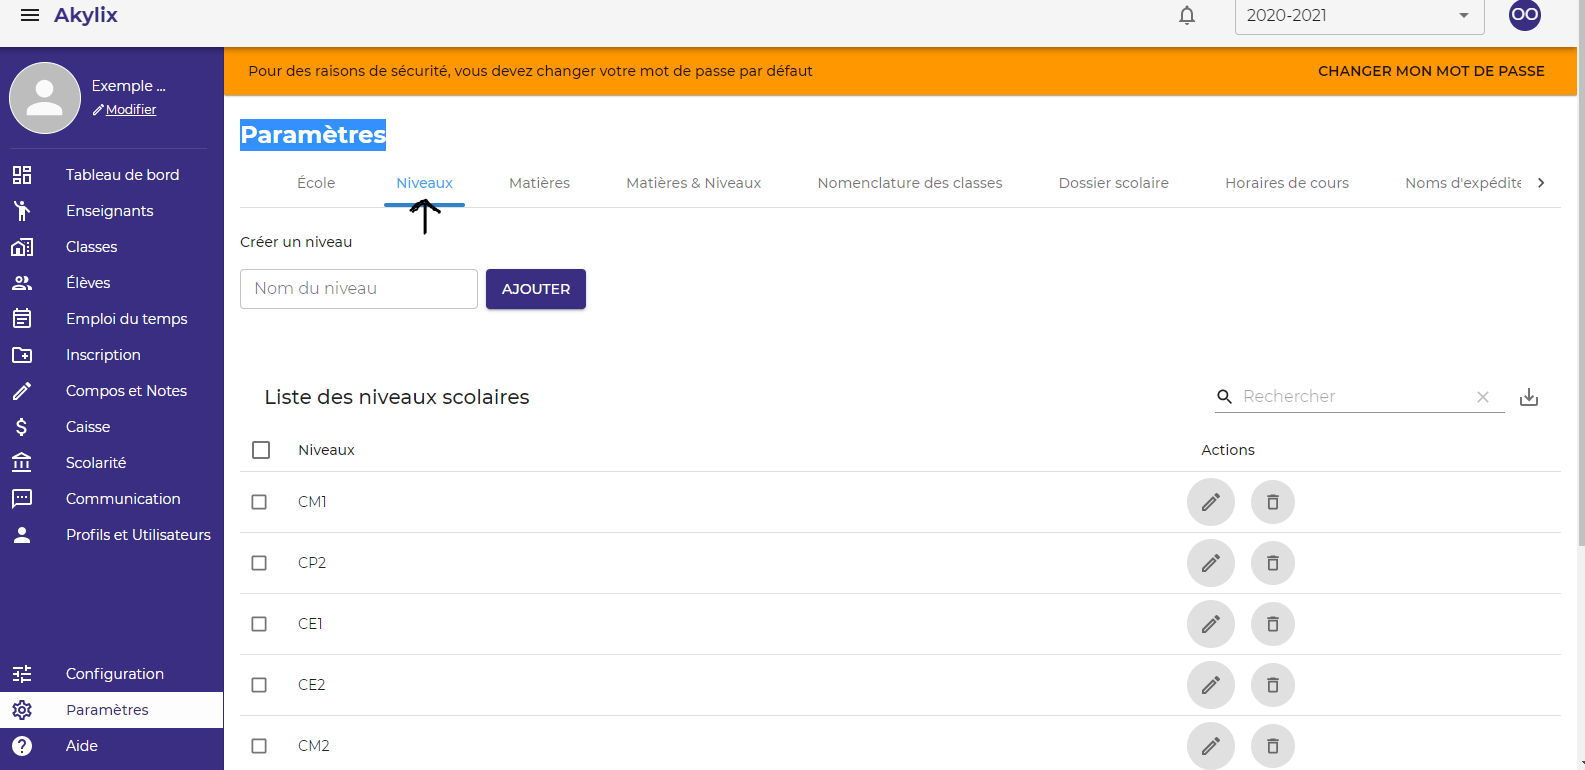 Akylix
2020-2021
OO
Exemple ...
Modifier
Tableau de bord
Enseignants
Classes
Élèves
Emploi du temps
Inscription
Compos et Notes
Caisse
Scolarité
Communication
Profils et Utilisateurs
Configuration
Paramètres
Aide
Pour des raisons de sécurité, vous devez changer votre mot de passe par défaut
CHANGER MON MOT DE PASSE
Paramètres
École Niveaux Matières Matières & Niveaux Nomenclature des classes Dossier scolaire Horaires de cours Noms d'expédite
Créer un niveau
Nom du niveau AJOUTER
Liste des niveaux scolaires
Rechercher
Niveaux Actions
CM1
CP2
CE1
CE2
CM2